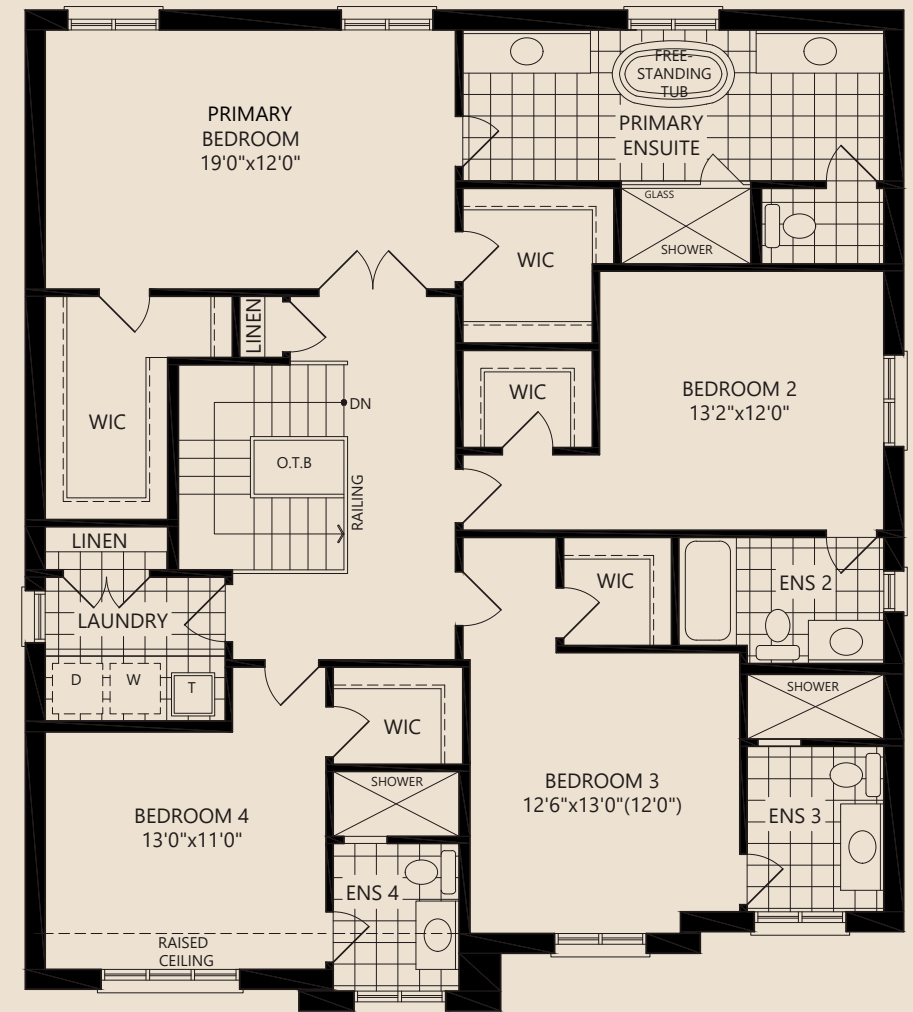 PRIMARY
BEDROOM
19'0"x12'0"
FREE-
STANDING
TUB
PRIMARY
ENSUITE
GLASS
SHOWER
WIC
LINEN
WIC
DN
O.T.B
RAILING
WIC
BEDROOM 2
13'2"x12'0"
LINEN
LAUNDRY
D
W
T
WIC
ENS 2
SHOWER
WIC
SHOWER
BEDROOM 3
12'6"x13'0"(12'0")
ENS 3
BEDROOM 4
13'0"x11'0"
ENS 4
RAISED
CEILING